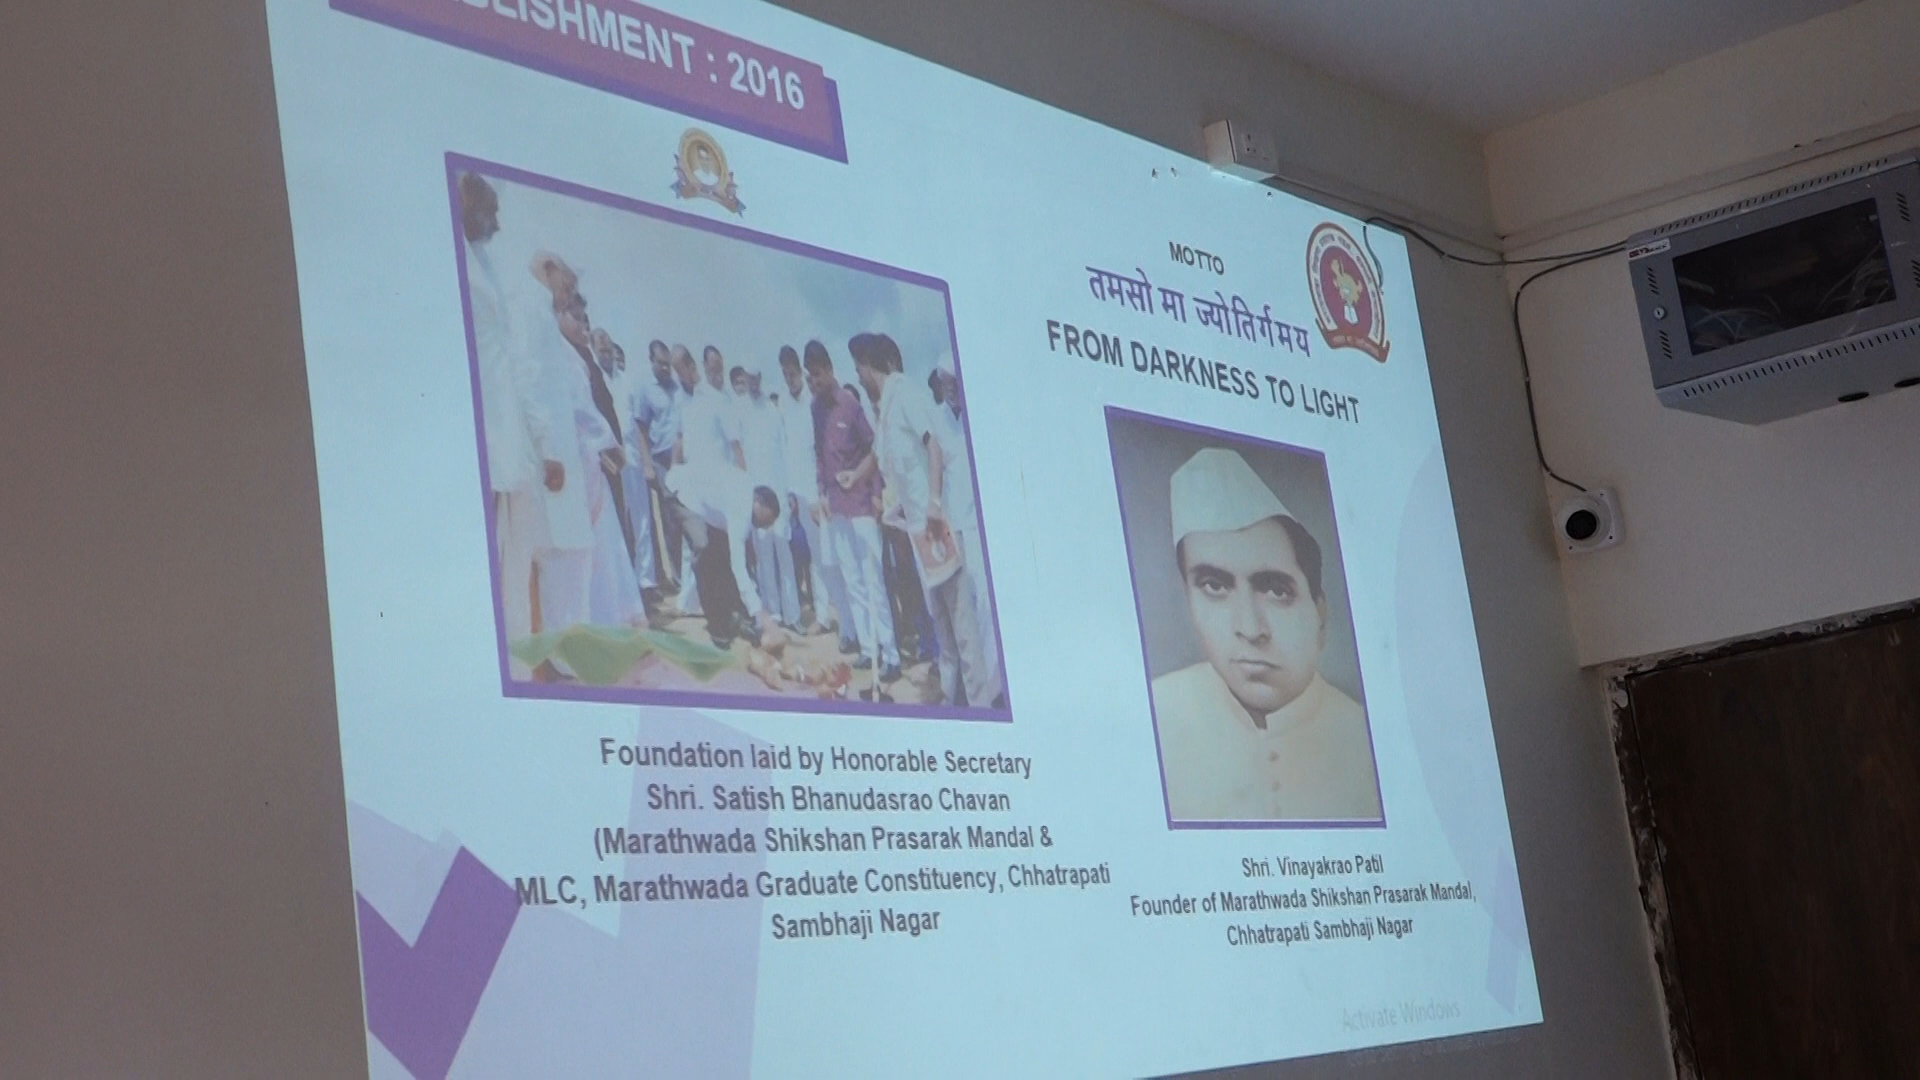 BLISHMENT : 2016
MOTTO
तमसो मा ज्योतिर्गमय
FROM DARKNESS TO LIGHT
Foundation laid by Honorable Secretary
Shri. Satish Bhanudasrao Chavan
(Marathwada Shikshan Prasarak Mandal &
MLC, Marathwada Graduate Constituency, Chhatrapati
Sambhaji Nagar
Shri. Vinayakrao Patil
Founder of Marathwada Shikshan Prasarak Mandal,
Chhatrapati Sambhaji Nagar
Activate Windows